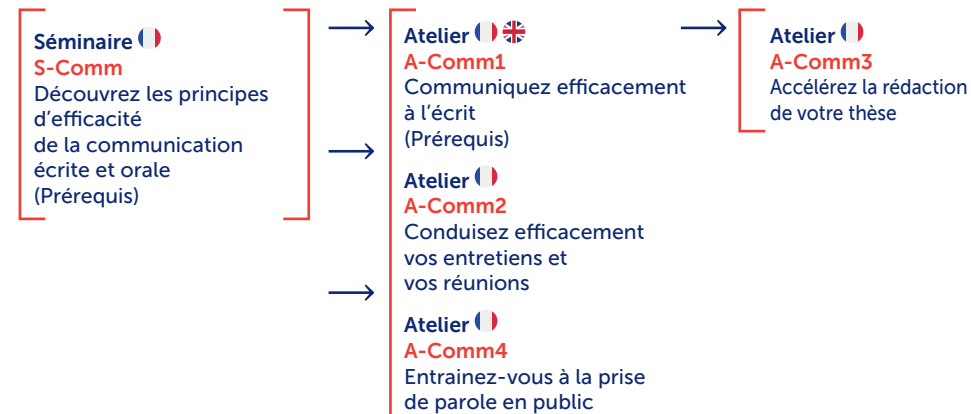 Séminaire
S-Comm
Découvrez les principes
d’efficacité
de la communication
écrite et orale
(Prérequis)
Atelier
A-Comm1
Communiquez efficacement
à l’écrit
(Prérequis)
Atelier
A-Comm2
Conduisez efficacement
vos entretiens et
vos réunions
Atelier
A-Comm4
Entrainez-vous à la prise
de parole en public
Atelier
A-Comm3
Accélérez la rédaction
de votre thèse